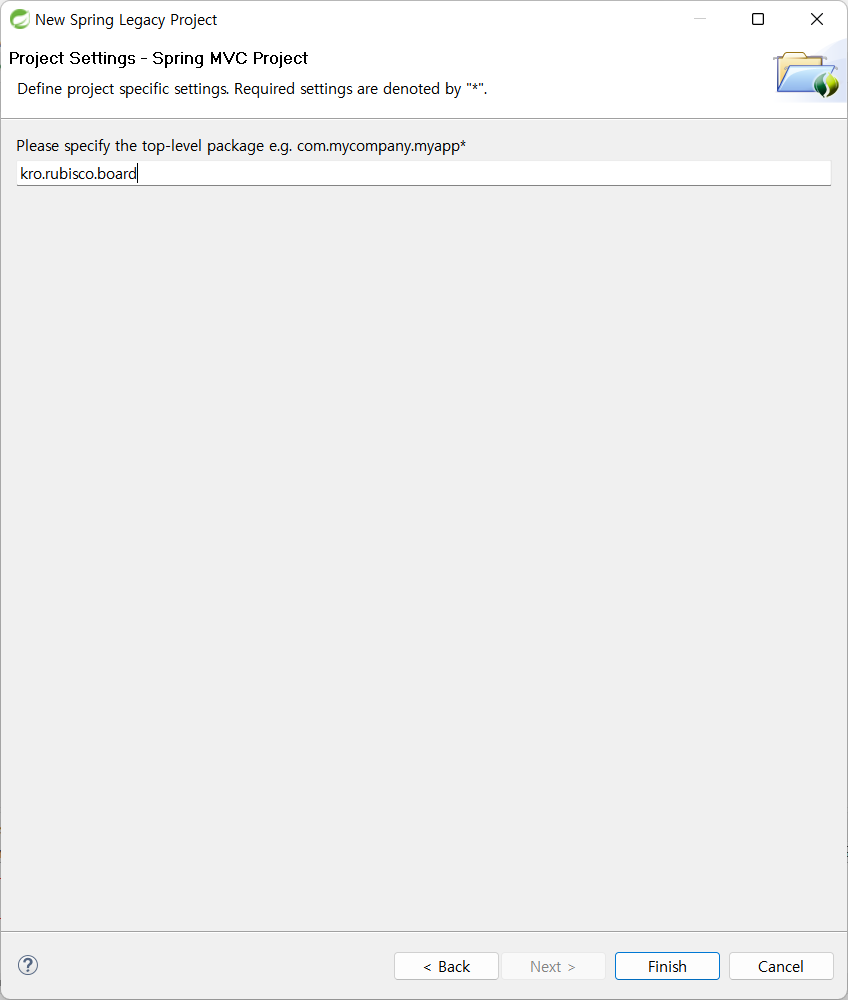 New Spring Legacy Project
Project Settings - Spring MVC Project
Define project specific settings. Required settings are denoted by "*".
Please specify the top-level package e.g. com.mycompany.myapp*
kro.rubisco.board
? < Back Next > Finish Cancel